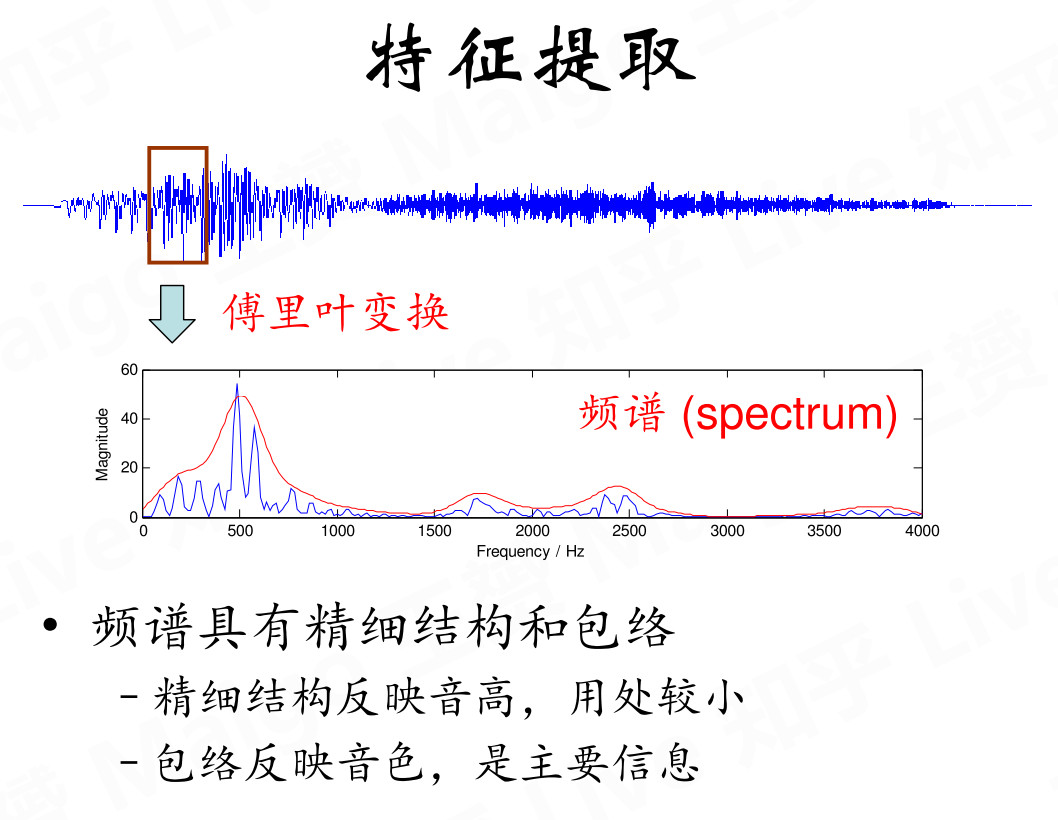 特征提取
傅里叶变换
频谱 (spectrum)
60
40
20
0
Magnitude
0 500 1000 1500 2000 2500 3000 3500 4000
Frequency / Hz
• 频谱具有精细结构和包络
– 精细结构反映音高，用处较小
– 包络反映音色，是主要信息
知乎 Live Maigo 王赟